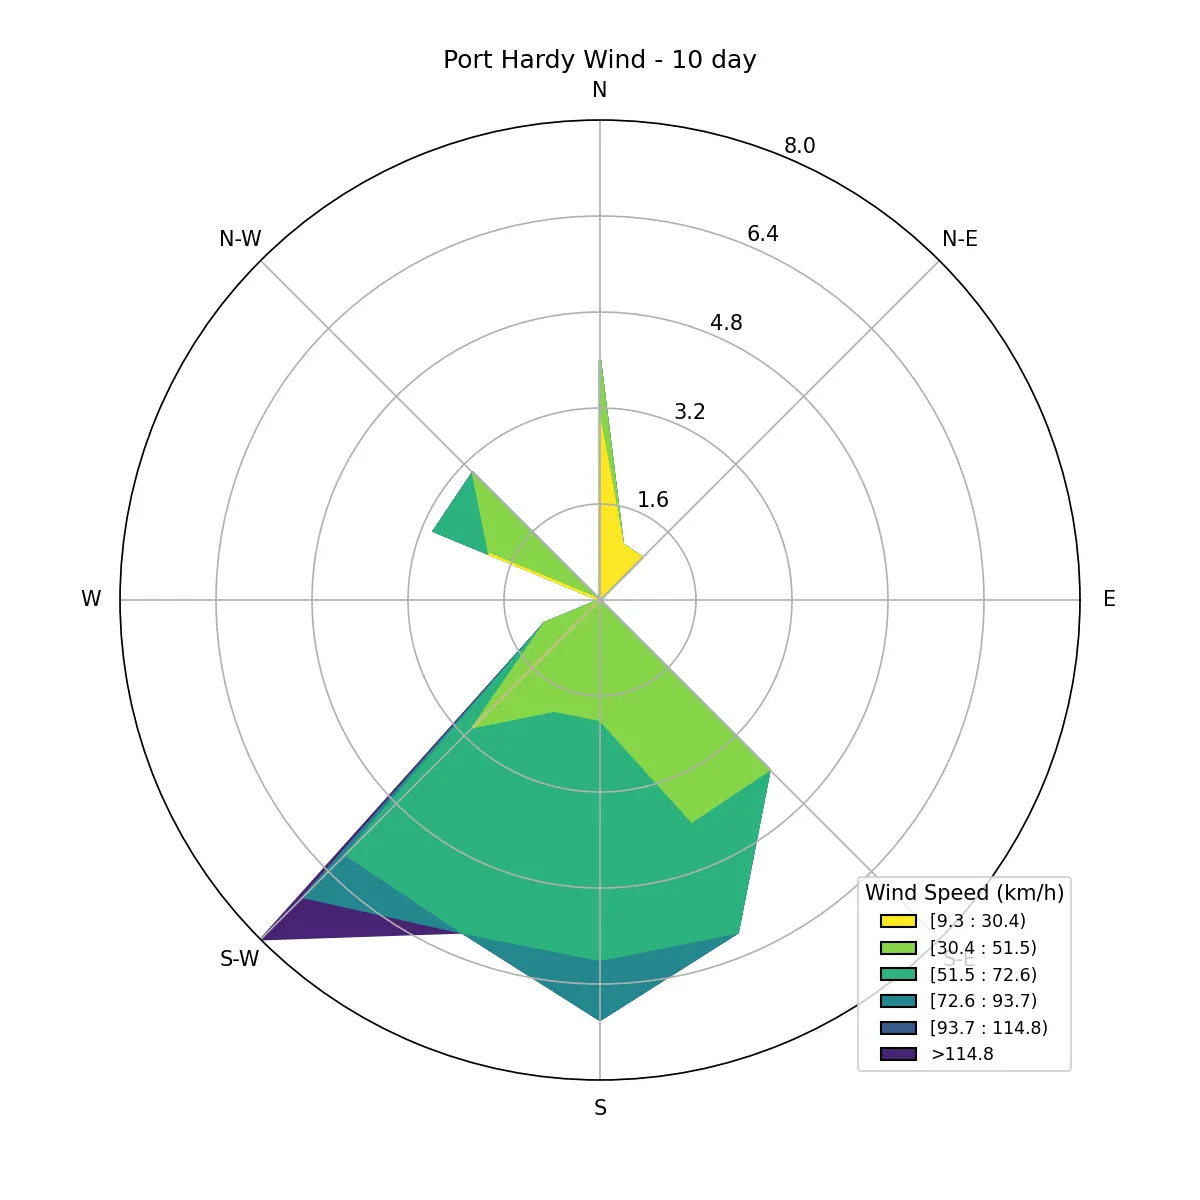 Port Hardy Wind - 10 day
N
8.0
N-W
6.4
N-E
4.8
3.2
1.6
W
E
Wind Speed (km/h)
[9.3 : 30.4)
[30.4 : 51.5)
S-W
S-E
[51.5 : 72.6)
[72.6 : 93.7)
[93.7 : 114.8)
>114.8
S